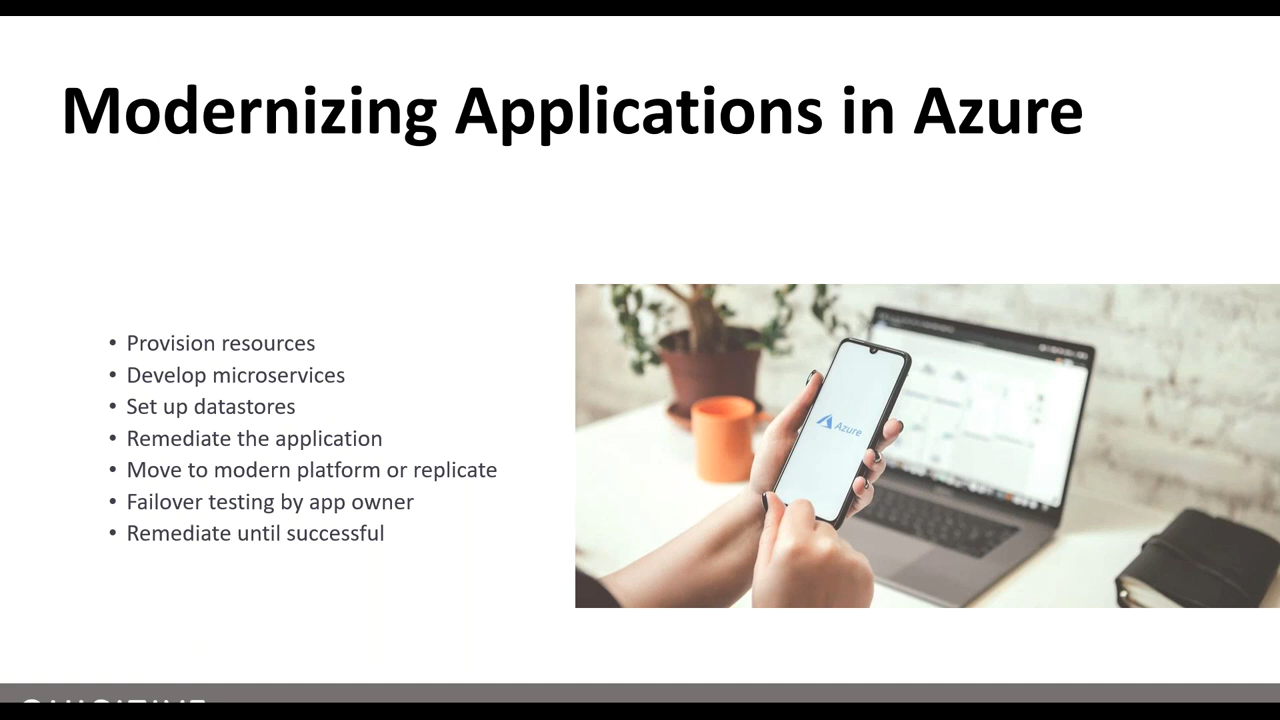 Modernizing Applications in Azure
• Provision resources
• Develop microservices
• Set up datastores
• Remediate the application
• Move to modern platform or replicate
• Failover testing by app owner
• Remediate until successful
Azure